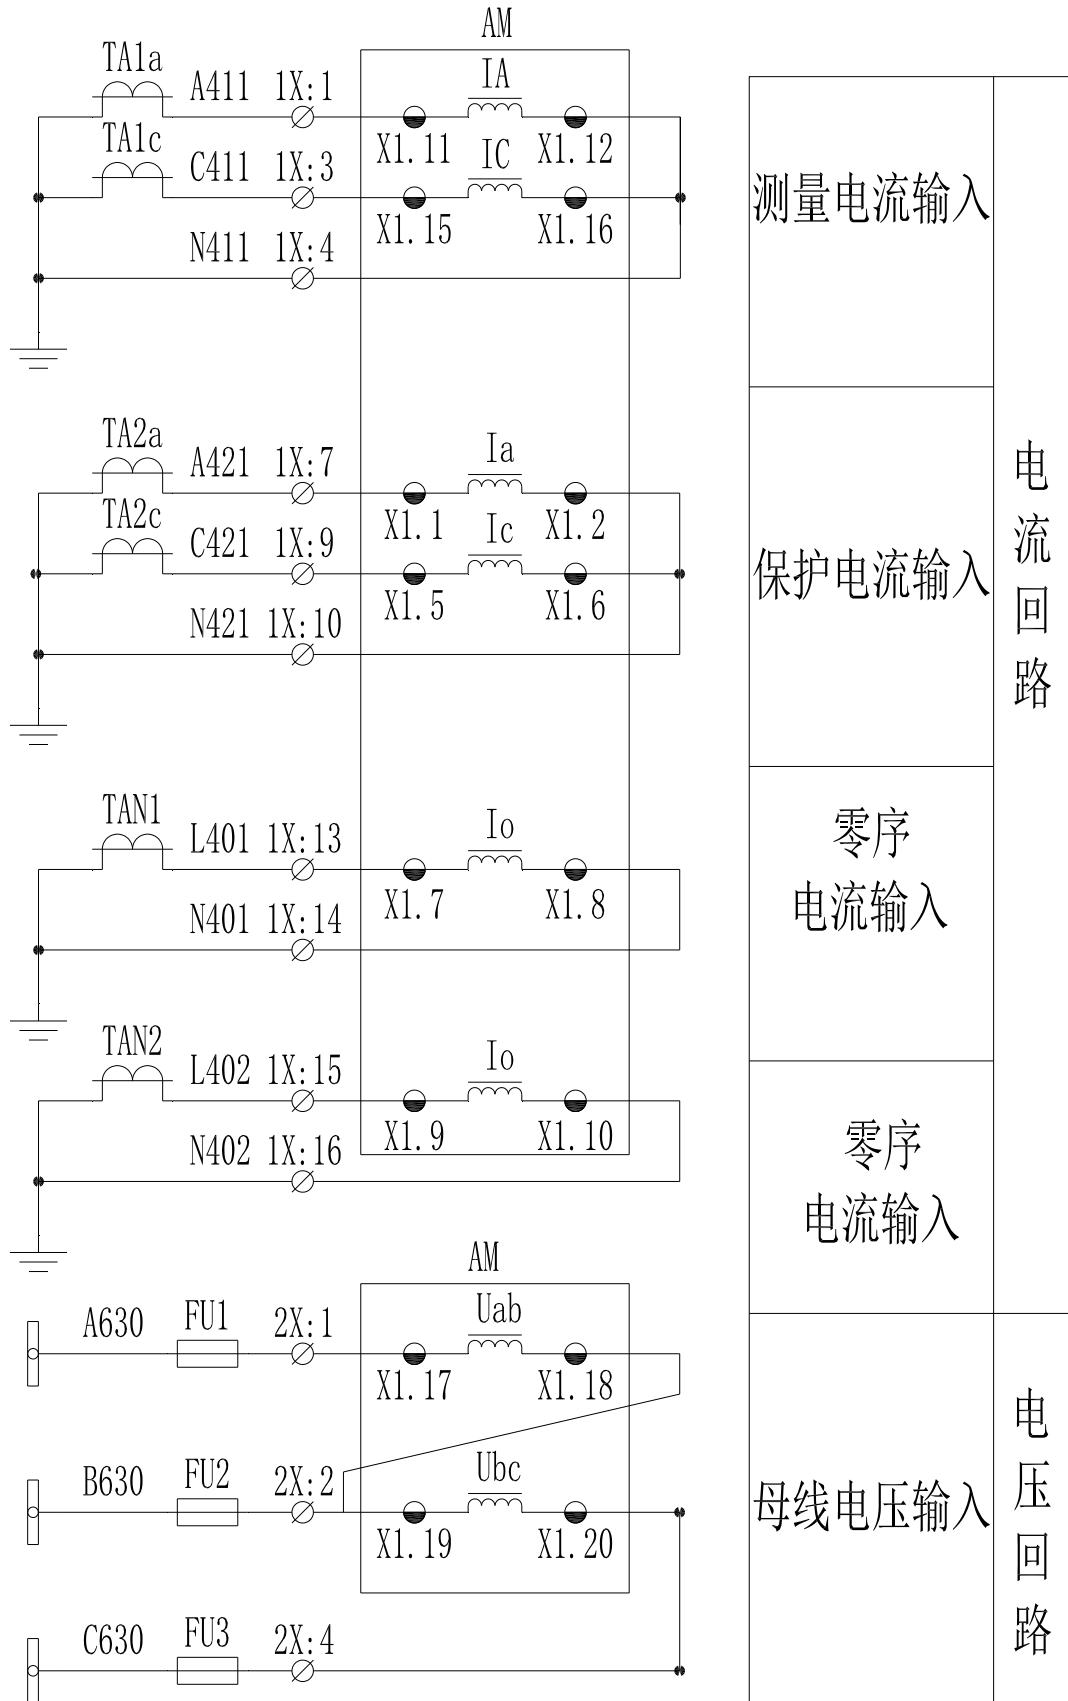 AM
TA1a A411 1X:1 IA
X1.11 X1.12
TA1c C411 1X:3 IC
X1.15 X1.16
N411 1X:4
测量电流输入
TA2a A421 1X:7 Ia
X1.1 X1.2
TA2c C421 1X:9 Ic
X1.5 X1.6
N421 1X:10
保护电流输入
电流回路
TAN1 L401 1X:13 Io
X1.7 X1.8
N401 1X:14
零序
电流输入
TAN2 L402 1X:15 Io
X1.9 X1.10
N402 1X:16
零序
电流输入
AM
A630 FU1 2X:1 Uab
X1.17 X1.18
B630 FU2 2X:2 Ubc
X1.19 X1.20
C630 FU3 2X:4
母线电压输入
电压回路